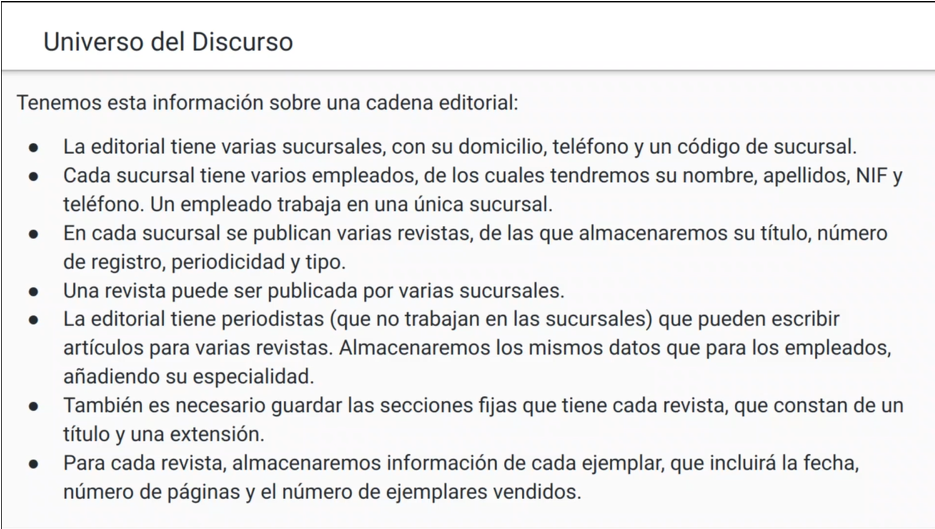 Universo del Discurso
Tenemos esta información sobre una cadena editorial:
● La editorial tiene varias sucursales, con su domicilio, teléfono y un código de sucursal.
● Cada sucursal tiene varios empleados, de los cuales tendremos su nombre, apellidos, NIF y
teléfono. Un empleado trabaja en una única sucursal.
● En cada sucursal se publican varias revistas, de las que almacenaremos su título, número
de registro, periodicidad y tipo.
● Una revista puede ser publicada por varias sucursales.
● La editorial tiene periodistas (que no trabajan en las sucursales) que pueden escribir
artículos para varias revistas. Almacenaremos los mismos datos que para los empleados,
añadiendo su especialidad.
● También es necesario guardar las secciones fijas que tiene cada revista, que constan de un
título y una extensión.
● Para cada revista, almacenaremos información de cada ejemplar, que incluirá la fecha,
número de páginas y el número de ejemplares vendidos.